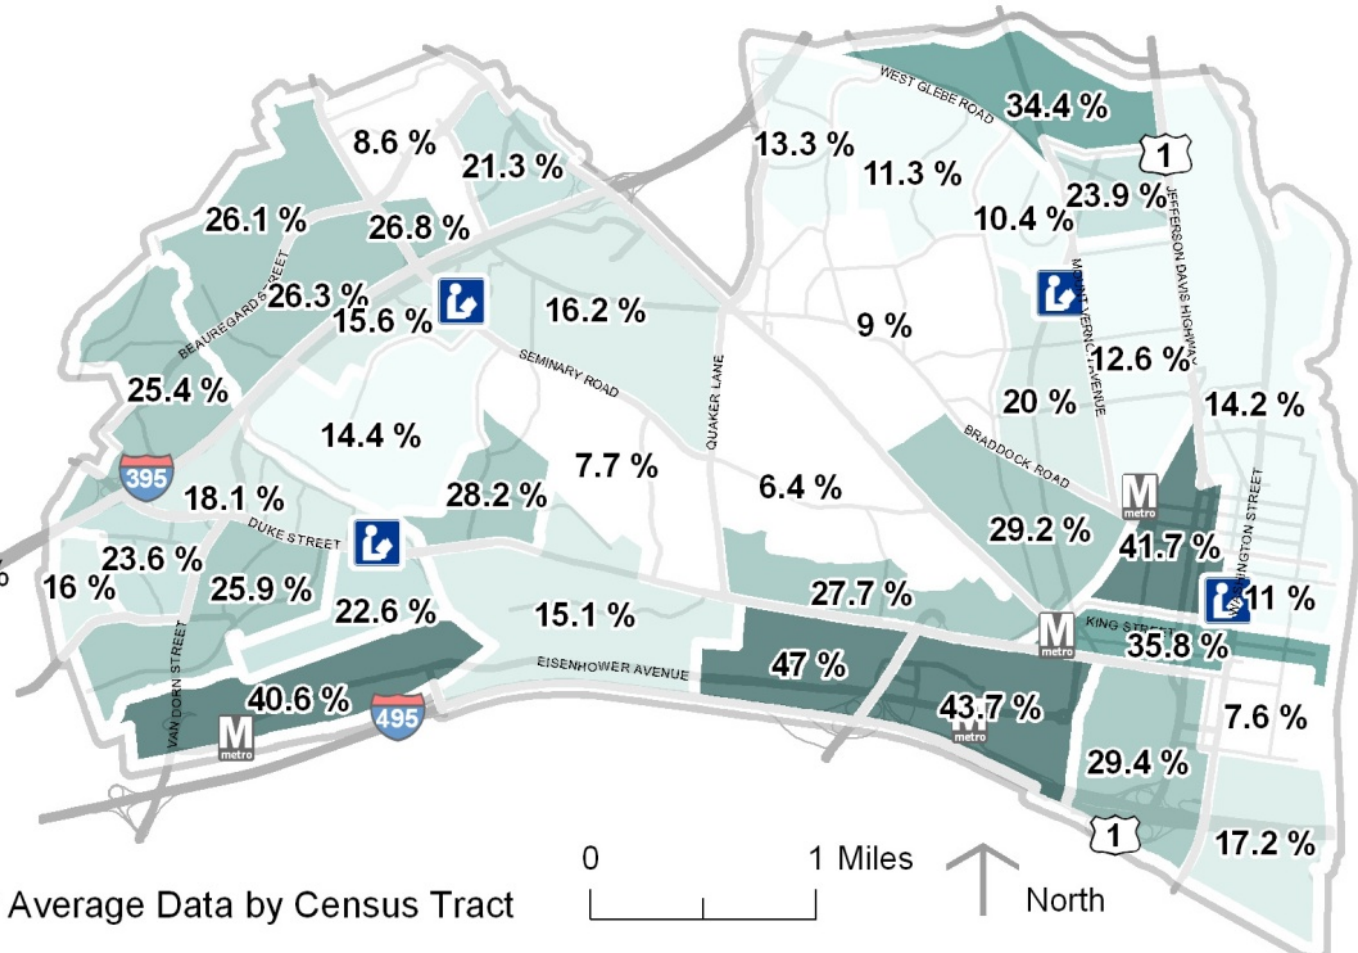 WEST GLEBE ROAD
34.4 %
8.6 %
13.3 %
21.3 %
1
11.3 %
23.9 %
26.1 %
26.8 %
10.4 %
JEFFERSON DAVIS HIGHWAY
BEAUREGARD STREET
26.3 %
15.6 %
16.2 %
9 %
MOUNT VERNON AVENUE
12.6 %
SEMINARY ROAD
QUAKER LANE
25.4 %
20 %
14.2 %
14.4 %
BRADDOCK ROAD
7.7 %
395
18.1 %
28.2 %
6.4 %
M
metro
WASHINGTON STREET
DUKE STREET
29.2 %
41.7 %
23.6 %
%
16 %
25.9 %
22.6 %
15.1 %
27.7 %
11 %
M
metro
KING STREET
35.8 %
VAN DORN STREET
EISENHOWER AVENUE
47 %
40.6 %
495
43.7 %
7.6 %
M
metro
M
metro
29.4 %
1
17.2 %
0
1 Miles
North
Average Data by Census Tract